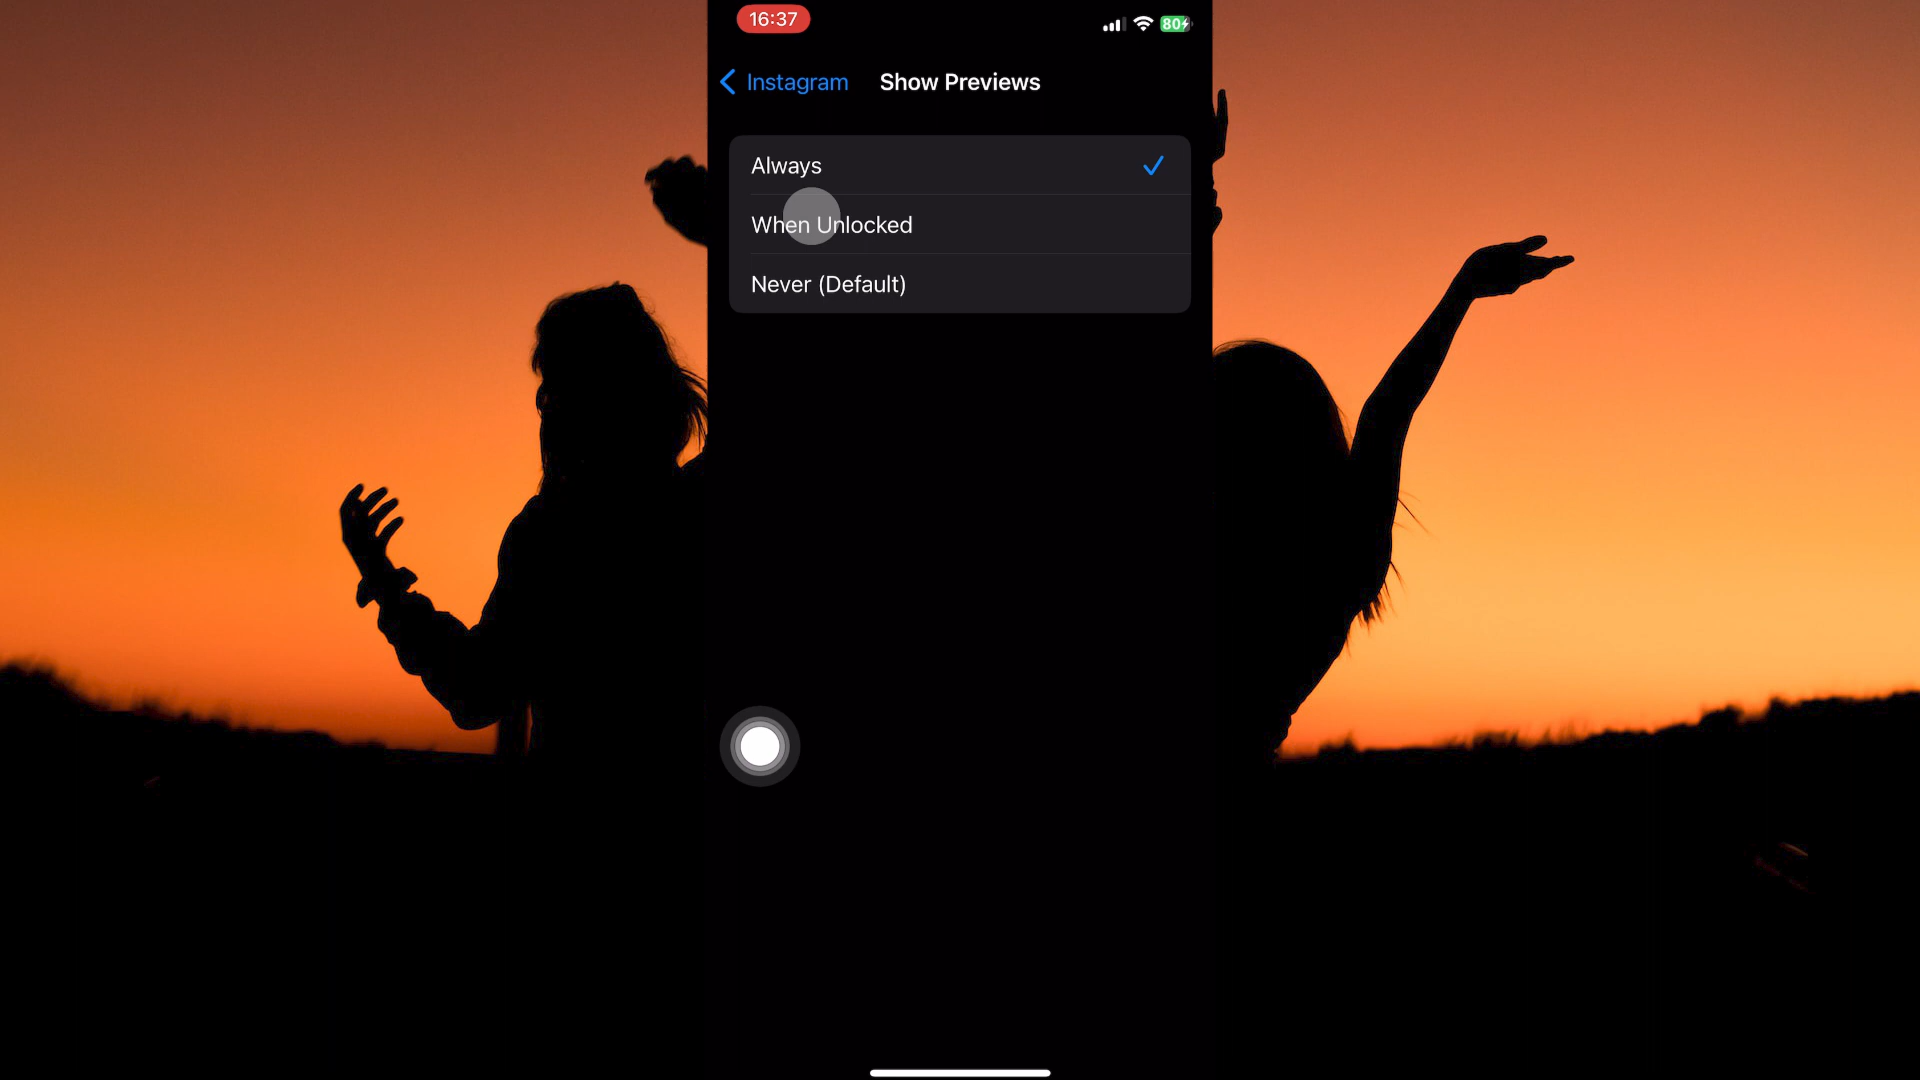 16:37
80
Instagram
Show Previews
Always
When Unlocked
Never (Default)